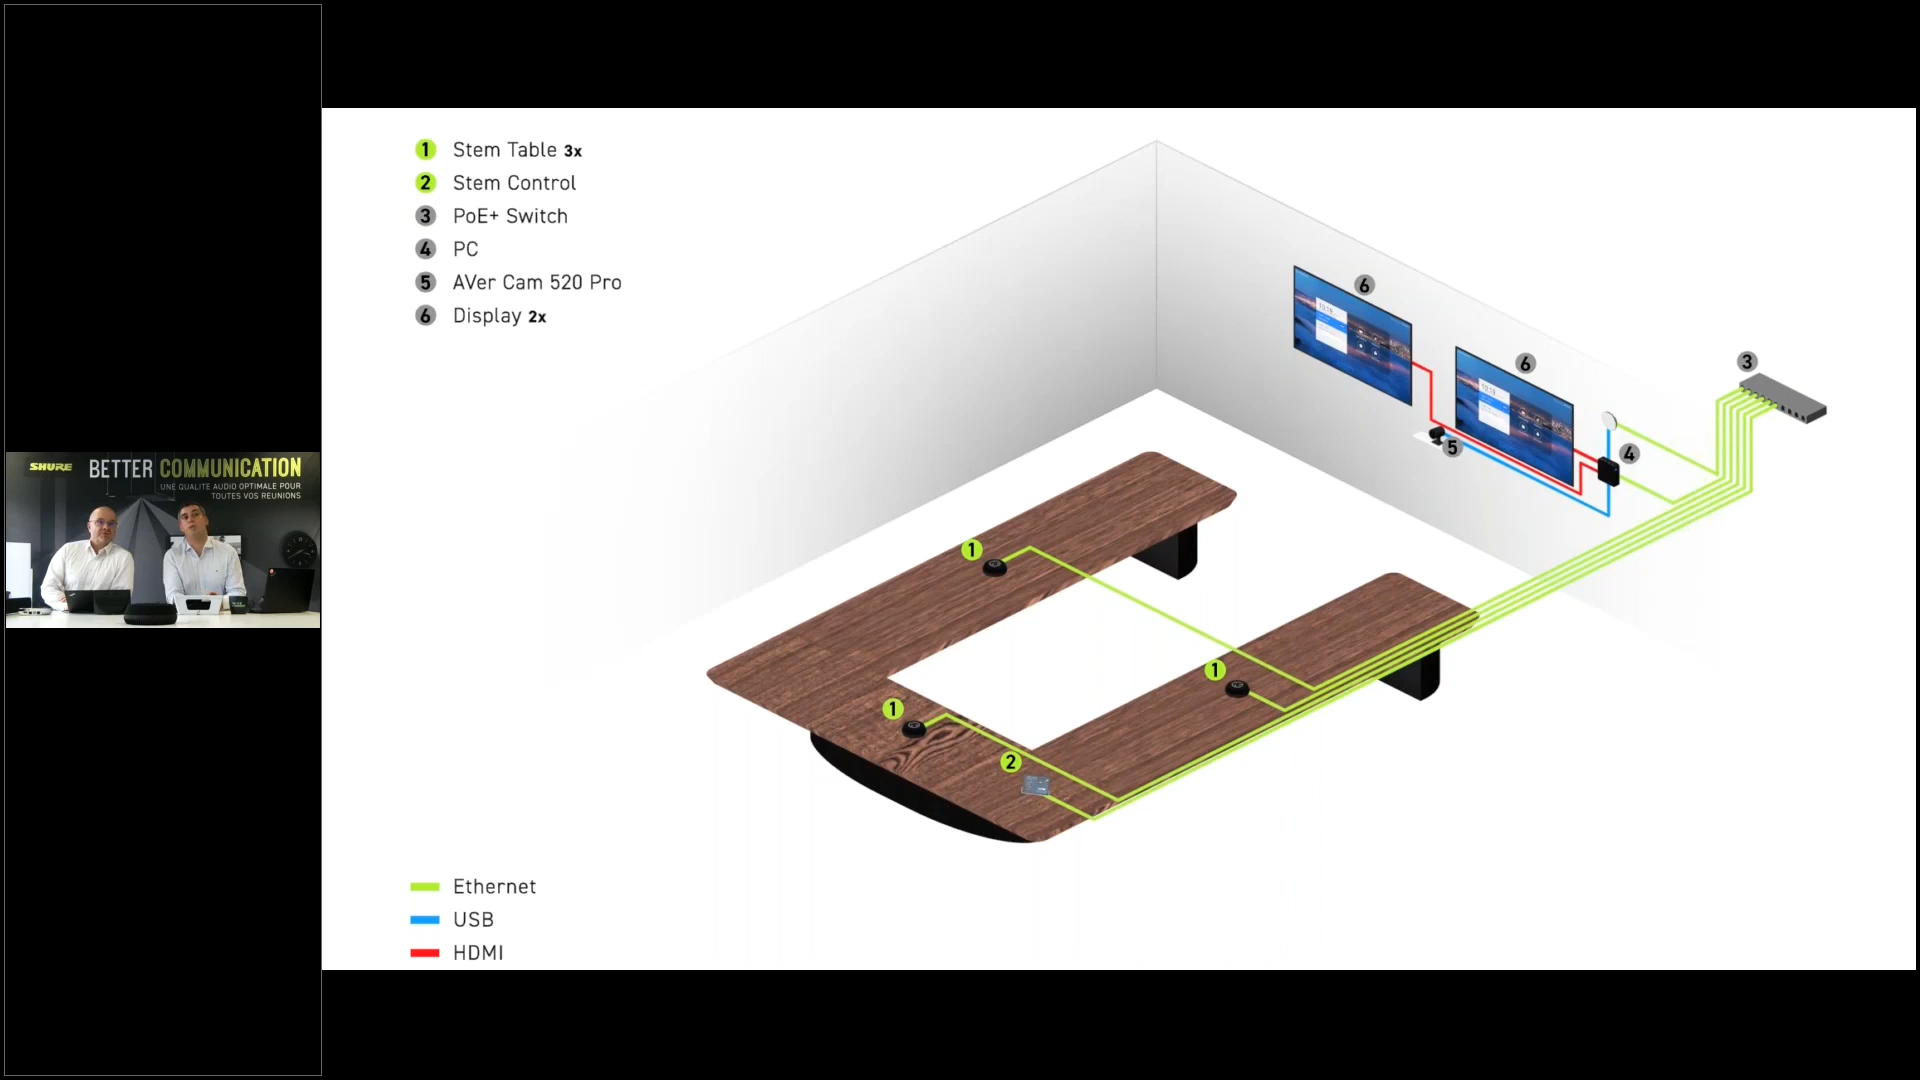 SHURE BETTER COMMUNICATION
UNE QUALITE AUDIO OPTIMALE POUR
TOUTES VOS REUNIONS
1 Stem Table 3x
2 Stem Control
3 PoE+ Switch
4 PC
5 AVer Cam 520 Pro
6 Display 2x
6
6
3
5
4
1
1
1
2
Ethernet
USB
HDMI